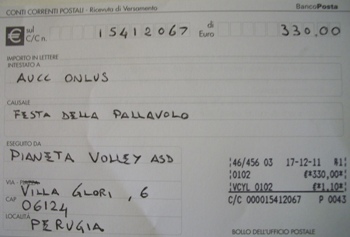 CONTI CORRENTI POSTALI - Ricevuta di Versamento BancoPosta
€ sul C/C n. 15412067 di Euro 330,00
IMPORTO IN LETTERE
INTESTATO A
AUCC ONLUS
CAUSALE
FESTA DELLA PALLAVOLO
ESEGUITO DA
PIANETA VOLLEY ASD
VIA - VILLA GLORI, 6
CAP 06124
LOCALITÀ PERUGIA
46/456 03 17-12-11
0102 €*330,00*
VCYL 0102 €*1,10*
C/C 000015412067 P 0043
BOLLO DELL'UFFICIO POSTALE